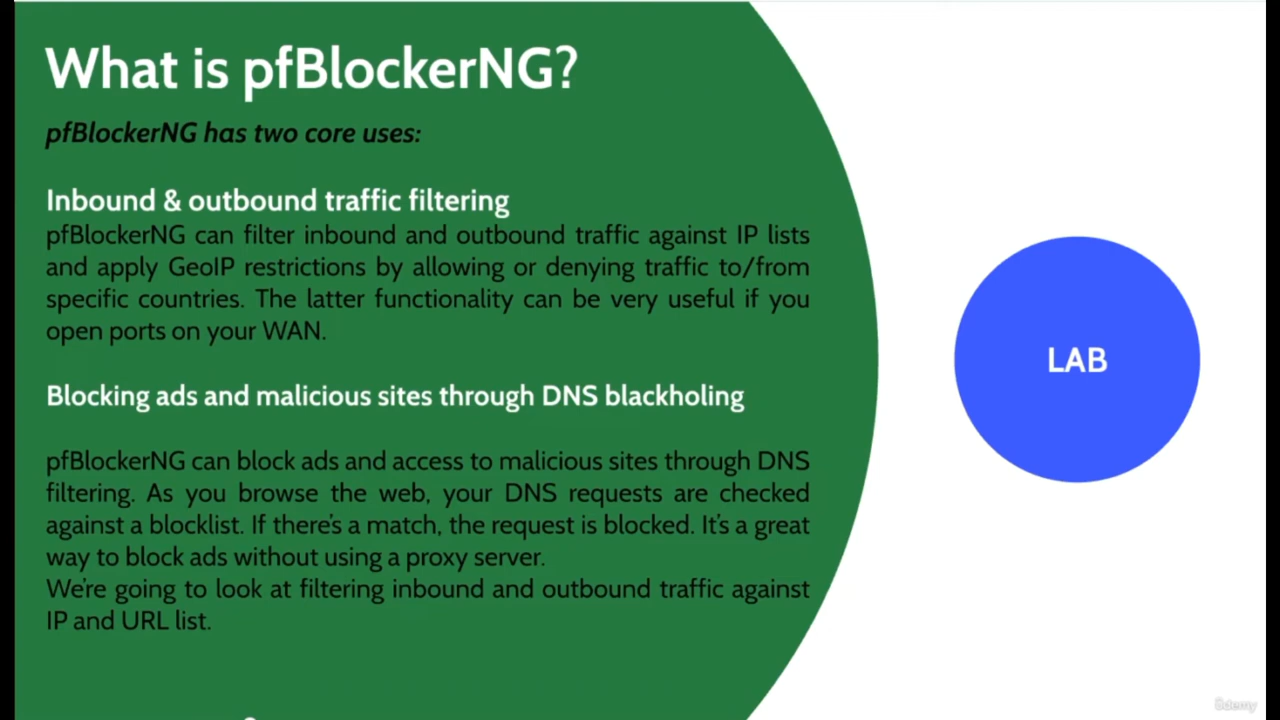 What is pfBlockerNG?
pfBlockerNG has two core uses:
Inbound & outbound traffic filtering
pfBlockerNG can filter inbound and outbound traffic against IP lists
and apply GeoIP restrictions by allowing or denying traffic to/from
specific countries. The latter functionality can be very useful if you
open ports on your WAN.
Blocking ads and malicious sites through DNS blackholing
pfBlockerNG can block ads and access to malicious sites through DNS
filtering. As you browse the web, your DNS requests are checked
against a blocklist. If there's a match, the request is blocked. It's a great
way to block ads without using a proxy server.
We're going to look at filtering inbound and outbound traffic against
IP and URL list.
LAB
Udemy